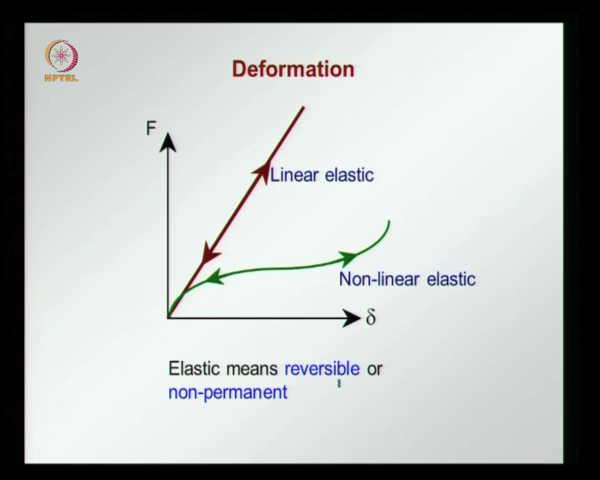 NPTEL
Deformation
F
Linear elastic
Non-linear elastic
δ
Elastic means reversible or
non-permanent